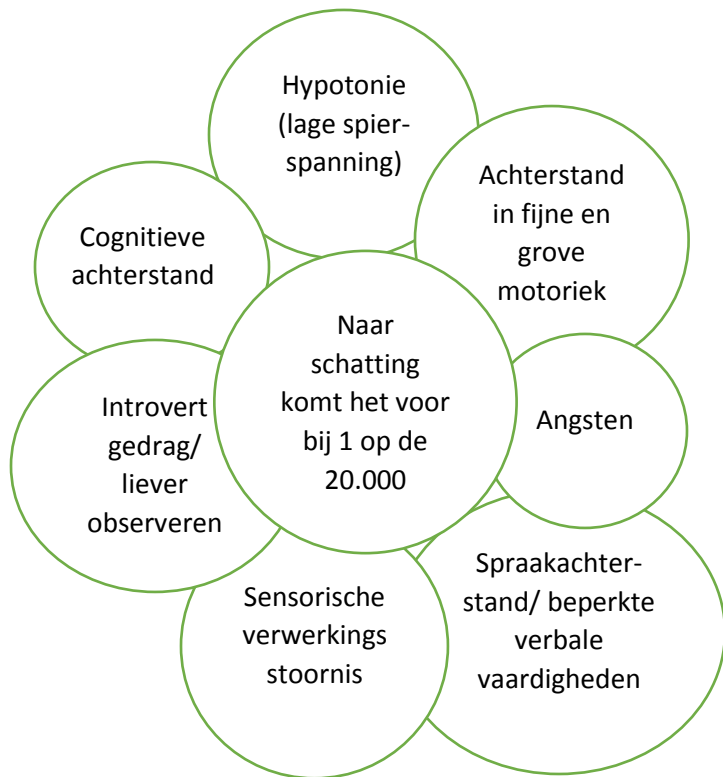 Hypotonie
(lage spier-
spanning)
Achterstand
in fijne en
grove
motoriek
Cognitieve
achterstand
Naar
schatting
komt het voor
bij 1 op de
20.000
Angsten
Introvert
gedrag/
liever
observeren
Spraakachter-
stand/ beperkte
verbale
vaardigheden
Sensorische
verwerkings
stoornis